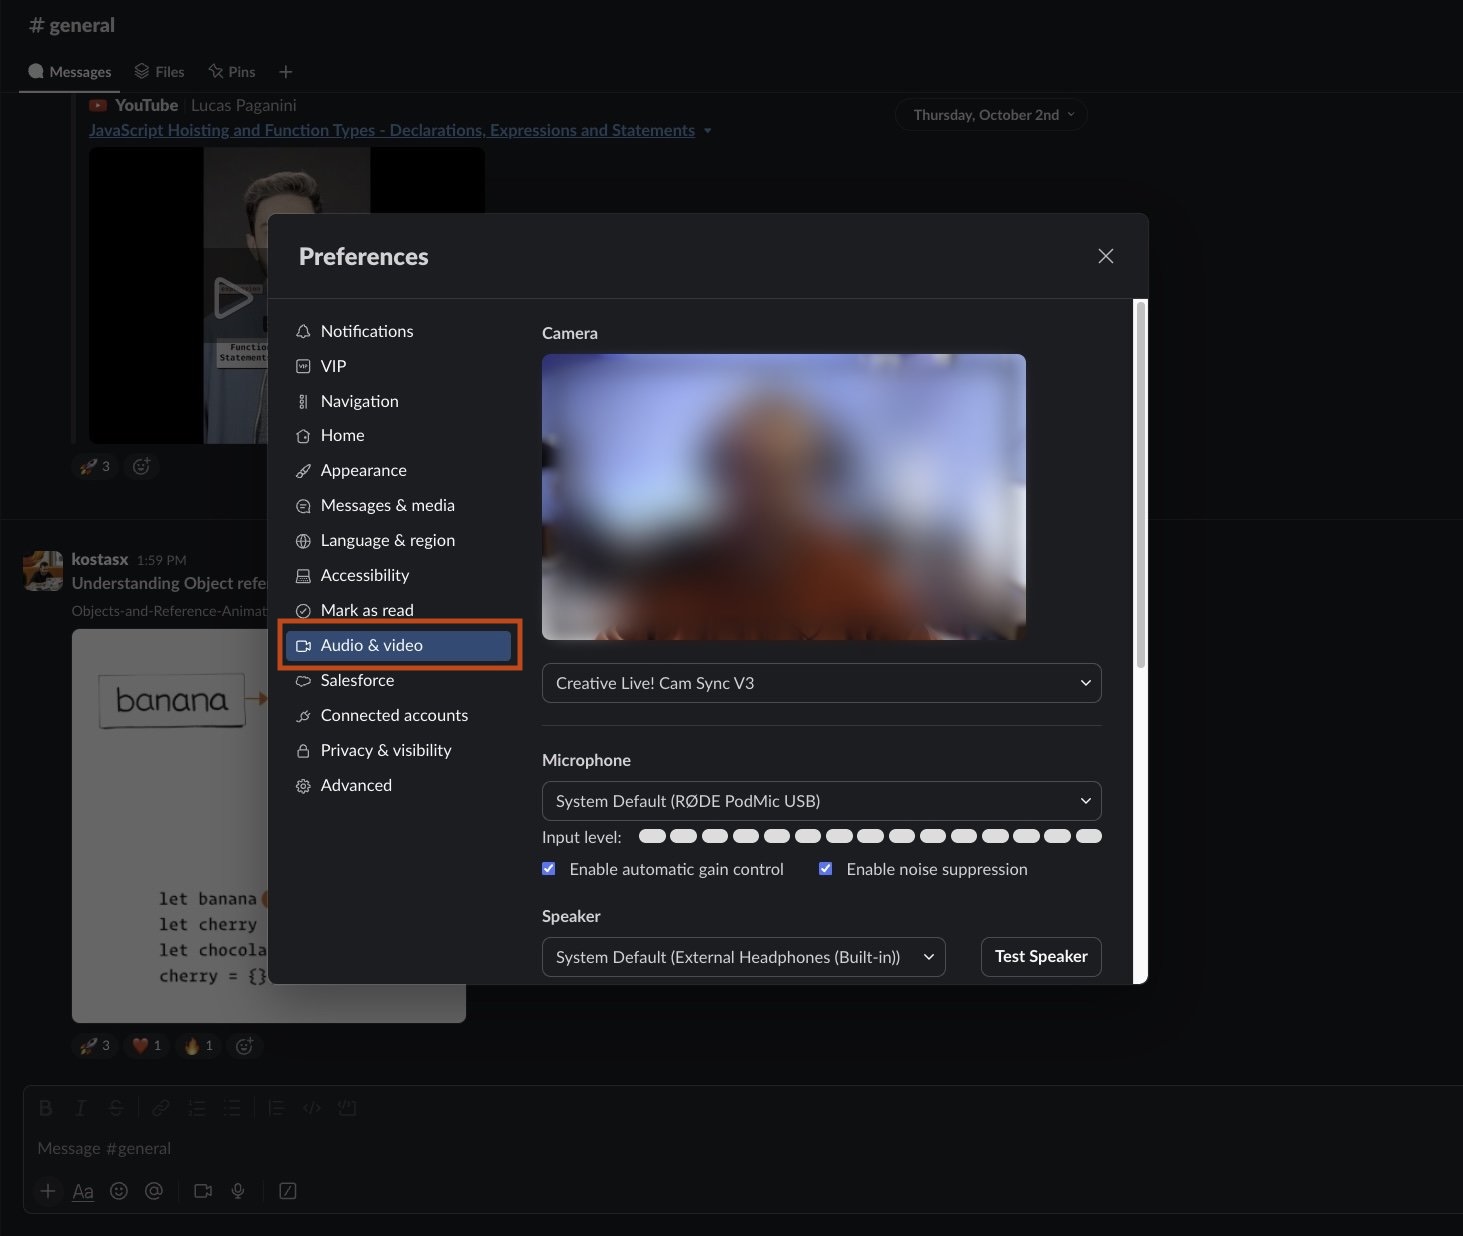 # general
Messages
Files
Pins
YouTube | Lucas Paganini
JavaScript Hoisting and Function Types - Declarations, Expressions and Statements
Thursday, October 2nd
Functio
Statements
3
kostasx 1:59 PM
Understanding Object refe
Objects-and-Reference-Animat
banana
let banana
let cherry
let chocola
cherry = {}
3
1
1
Message #general
Aa
Preferences
Notifications
VIP
Navigation
Home
Appearance
Messages & media
Language & region
Accessibility
Mark as read
Audio & video
Salesforce
Connected accounts
Privacy & visibility
Advanced
Camera
Creative Live! Cam Sync V3
Microphone
System Default (RØDE PodMic USB)
Input level:
Enable automatic gain control
Enable noise suppression
Speaker
System Default (External Headphones (Built-in))
Test Speaker